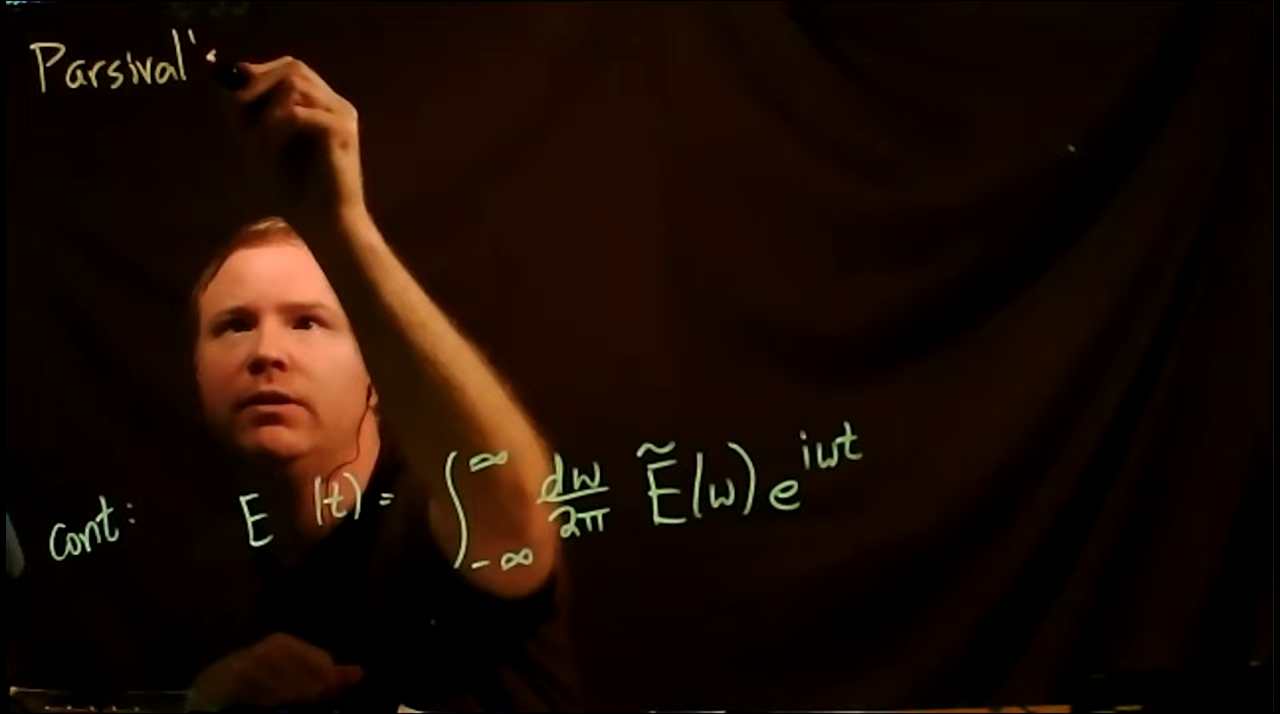 Parsival'
cont: E (t) = ∫_{-∞}^{∞} dω/2π Ẽ(ω) e^{iωt}